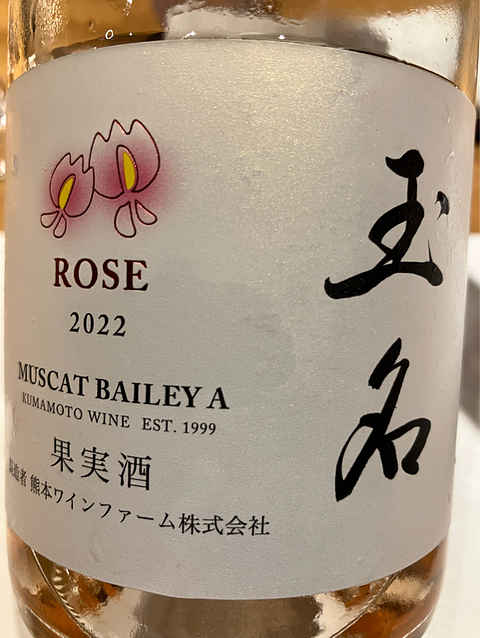 玉名
ROSE
2022
MUSCAT BAILEY A
KUMAMOTO WINE EST. 1999
果実酒
製造者 熊本ワインファーム株式会社